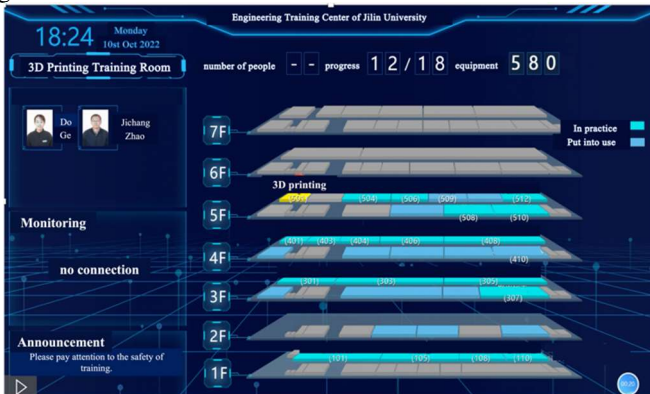 Engineering Training Center of Jilin University
18:24
Monday
10st Oct 2022
3D Printing Training Room
number of people -- progress 12/18 equipment 580
Do
Ge
Jichang
Zhao
7F
In practice
Put into use
6F
3D printing
(504) (506) (509) (512)
5F
(508) (510)
Monitoring
no connection
(401) (403) (404) (406) (408)
4F
(410)
(301) (303) (305)
3F
(307)
2F
Announcement
Please pay attention to the safety of
training.
(101) (105) (108) (110)
1F